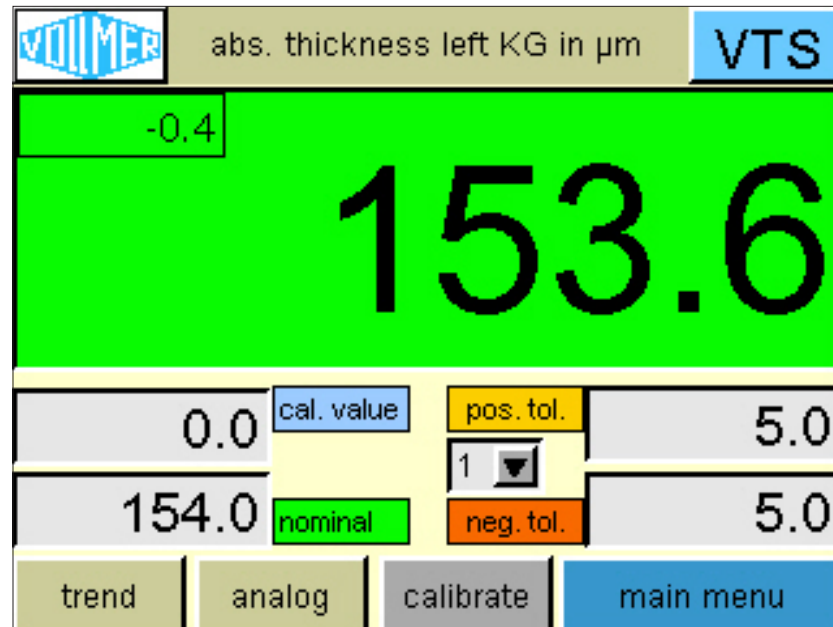 VOLLMER
abs. thickness left KG in µm
VTS
-0.4
153.6
0.0 cal. value pos. tol. 5.0
1
154.0 nominal neg. tol. 5.0
trend analog calibrate main menu